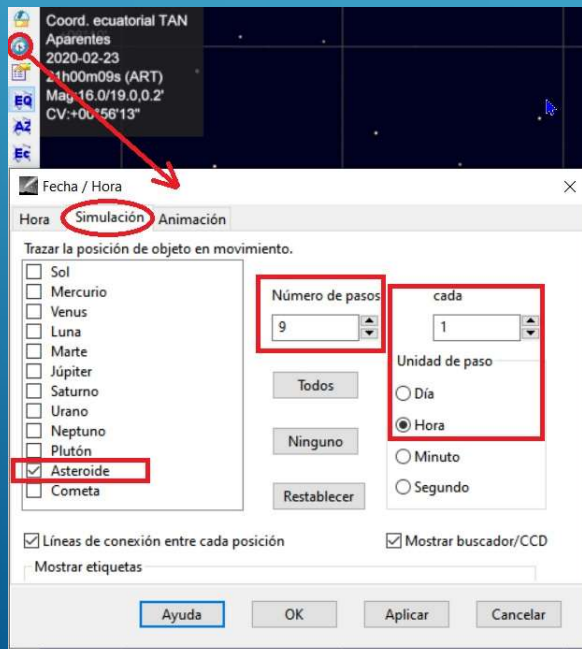 Coord. ecuatorial TAN
Aparentes
2020-02-23
21h00m09s (ART)
Mag:16.0/19.0,0.2'
CV:+00°56'13"
EQ
AZ
Ec
Fecha / Hora
Hora Simulación Animación
Trazar la posición de objeto en movimiento.
Sol
Mercurio
Venus
Luna
Marte
Júpiter
Saturno
Urano
Neptuno
Plutón
Asteroide
Cometa
Número de pasos
9
Todos
Ninguno
Restablecer
cada
1
Unidad de paso
Día
Hora
Minuto
Segundo
Líneas de conexión entre cada posición
Mostrar buscador/CCD
Mostrar etiquetas
Ayuda OK Aplicar Cancelar